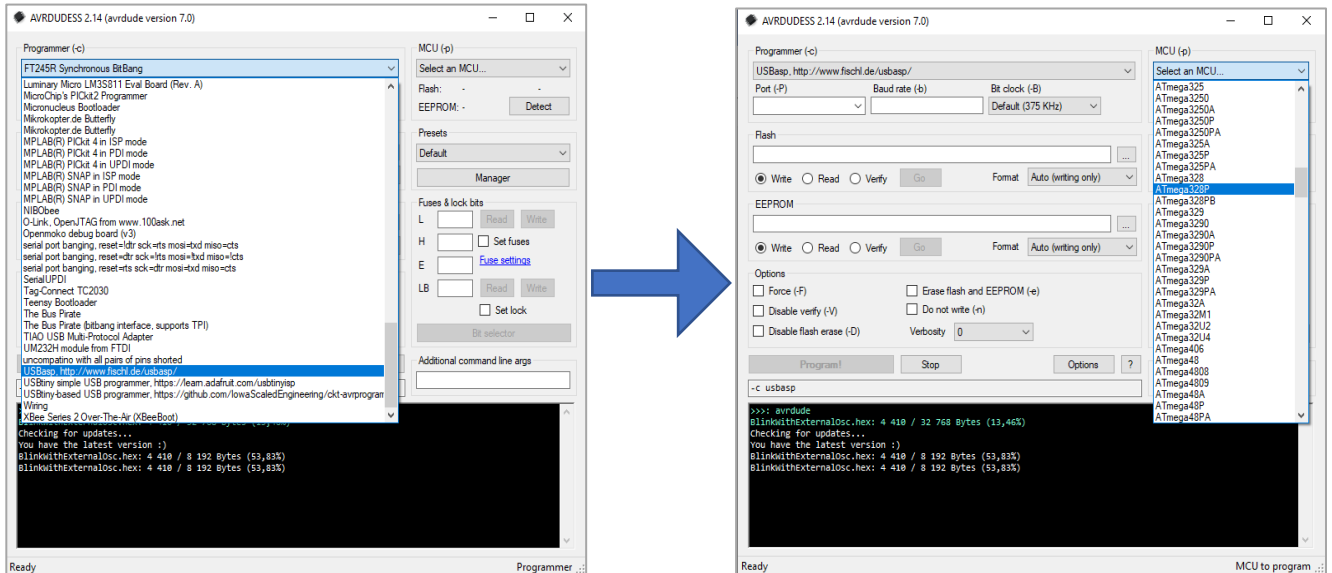 AVRDUDESS 2.14 (avrdude version 7.0)
Programmer (-c)
FT245R Synchronous BitBang
Luminary Micro LM3S811 Eval Board (Rev. A)
MicroChip's PICkit2 Programmer
Micronucleus Bootloader
Mikrokopter.de Butterfly
Mikrokopter.de Butterfly
MPLAB(R) PICkit 4 in ISP mode
MPLAB(R) PICkit 4 in PDI mode
MPLAB(R) PICkit 4 in UPDI mode
MPLAB(R) SNAP in ISP mode
MPLAB(R) SNAP in PDI mode
MPLAB(R) SNAP in UPDI mode
NIBObee
O-Link, OpenJTAG from www.100ask.net
Openmoko debug board (v3)
serial port banging, reset=!dtr sck=rts mosi=txd miso=cts
serial port banging, reset=dtr sck=!rts mosi=!txd miso=!cts
serial port banging, reset=rts sck=dtr mosi=txd miso=cts
SerialUPDI
Tag-Connect TC2030
Teensy Bootloader
The Bus Pirate
The Bus Pirate (bitbang interface, supports TPI)
TIAO USB Multi-Protocol Adapter
UM232H module from FTDI
uncompatino with all pairs of pins shorted
USBasp, http://www.fischl.de/usbasp/
USBtiny simple USB programmer, https://learn.adafruit.com/usbtinyisp
USBtiny-based USB programmer, https://github.com/IowaScaledEngineering/ckt-avrprogram
Wiring
XBee Series 2 Over-The-Air (XBeeBoot)
MCU (-p)
Select an MCU...
Flash: - -
EEPROM: - Detect
Presets
Default
Manager
Fuses & lock bits
L Read Write
H Set fuses
E Fuse settings
LB Read Write
Set lock
Bit selector
Additional command line args
Checking for updates...
You have the latest version :)
BlinkWithExternalOsc.hex: 4 410 / 8 192 Bytes (53,83%)
BlinkWithExternalOsc.hex: 4 410 / 8 192 Bytes (53,83%)
Ready Programmer
AVRDUDESS 2.14 (avrdude version 7.0)
Programmer (-c)
USBasp, http://www.fischl.de/usbasp/
Port (-P) Baud rate (-b) Bit clock (-B)
Default (375 KHz)
Flash
...
Write Read Verify Go Format Auto (writing only)
EEPROM
...
Write Read Verify Go Format Auto (writing only)
Options
Force (-F) Erase flash and EEPROM (-e)
Disable verify (-V) Do not write (-n)
Disable flash erase (-D) Verbosity 0
Program! Stop Options ?
-c usbasp
>>>: avrdude
BlinkWithExternalOsc.hex: 4 410 / 32 768 Bytes (13,46%)
Checking for updates...
You have the latest version :)
BlinkWithExternalOsc.hex: 4 410 / 8 192 Bytes (53,83%)
BlinkWithExternalOsc.hex: 4 410 / 8 192 Bytes (53,83%)
MCU (-p)
Select an MCU...
ATmega325
ATmega3250
ATmega3250A
ATmega3250P
ATmega3250PA
ATmega325A
ATmega325P
ATmega325PA
ATmega328
ATmega328P
ATmega328PB
ATmega329
ATmega3290
ATmega3290A
ATmega3290P
ATmega3290PA
ATmega329A
ATmega329P
ATmega329PA
ATmega32A
ATmega32M1
ATmega32U2
ATmega32U4
ATmega406
ATmega48
ATmega4808
ATmega4809
ATmega48A
ATmega48P
ATmega48PA
Ready MCU to program